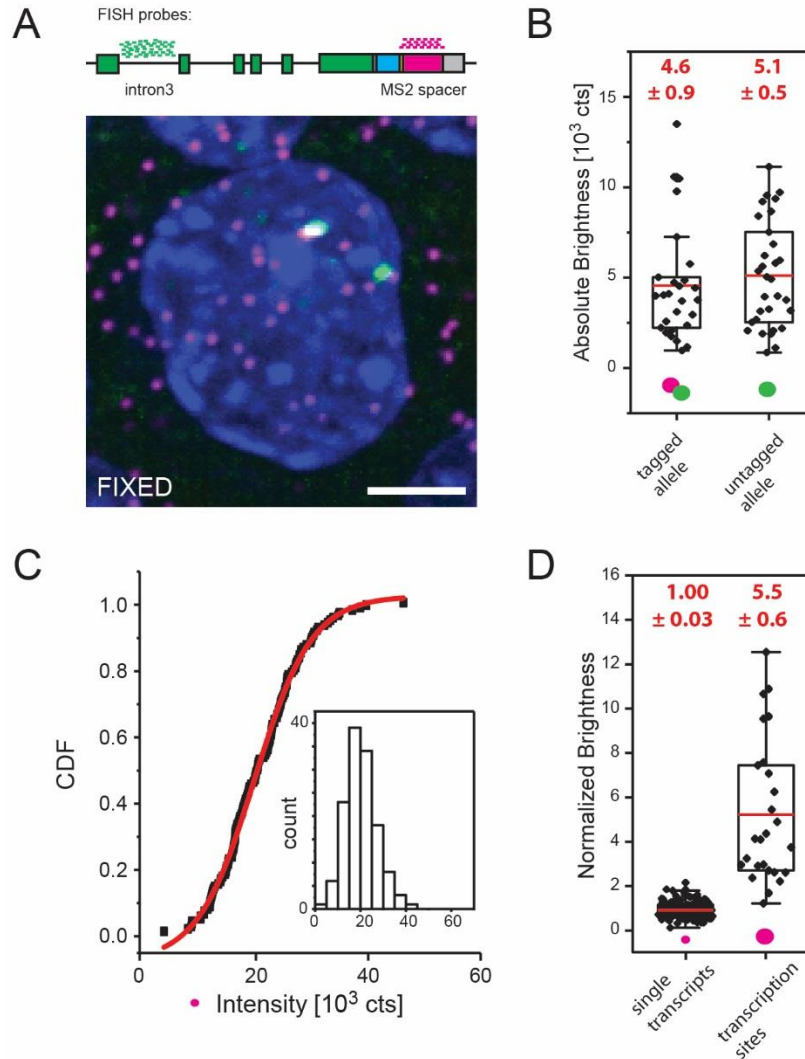 A
FISH probes:
intron3
MS2 spacer
FIXED
B
Absolute Brightness [10³ cts]
15
10
5
0
4.6
± 0.9
5.1
± 0.5
tagged
allele
untagged
allele
C
CDF
1.0
0.8
0.6
0.4
0.2
0.0
0
20
40
60
Intensity [10³ cts]
count
40
0
0
20
40
60
D
Normalized Brightness
16
14
12
10
8
6
4
2
0
1.00
± 0.03
5.5
± 0.6
single
transcripts
transcription
sites